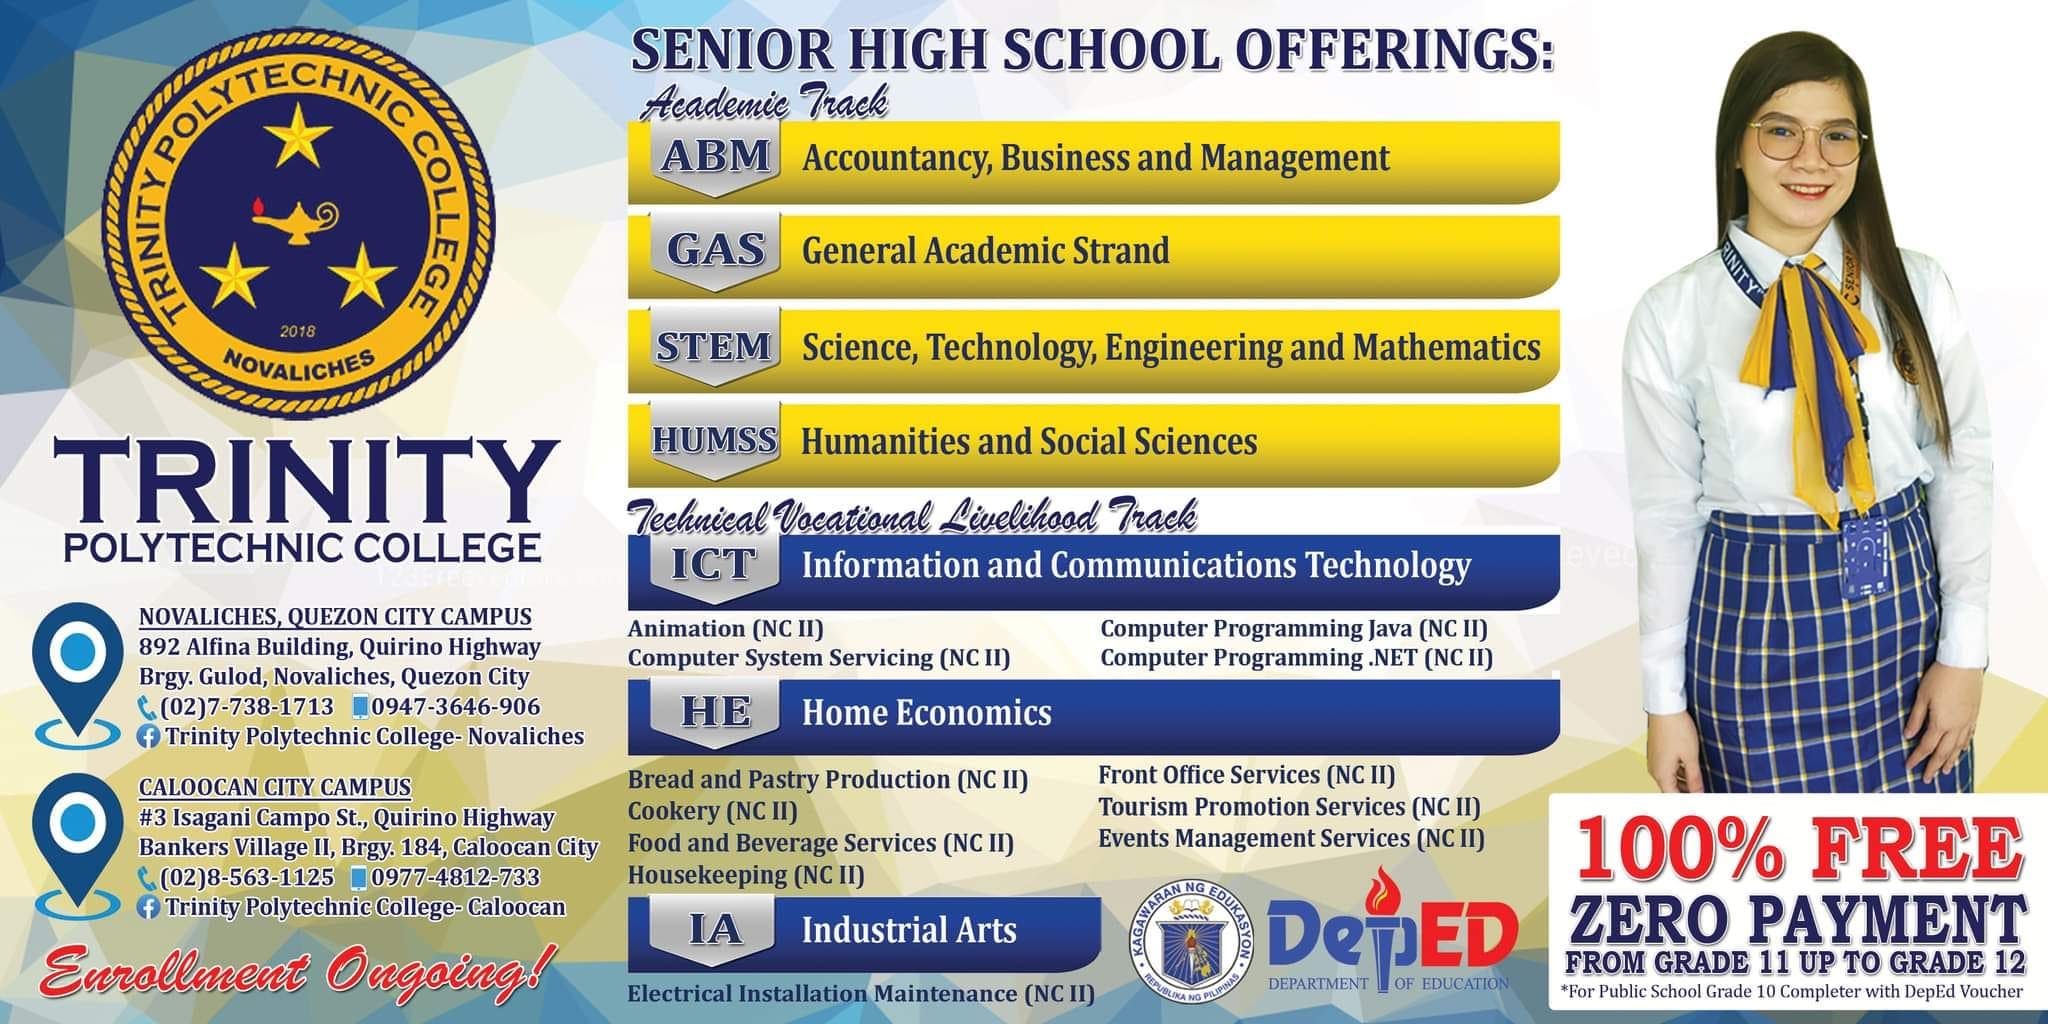 TRINITY POLYTECHNIC COLLEGE
2018
NOVALICHES
TRINITY
POLYTECHNIC COLLEGE
NOVALICHES, QUEZON CITY CAMPUS
892 Alfina Building, Quirino Highway
Brgy. Gulod, Novaliches, Quezon City
(02)7-738-1713 0947-3646-906
Trinity Polytechnic College- Novaliches
CALOOCAN CITY CAMPUS
#3 Isagani Campo St., Quirino Highway
Bankers Village II, Brgy. 184, Caloocan City
(02)8-563-1125 0977-4812-733
Trinity Polytechnic College- Caloocan
Enrollment Ongoing!
SENIOR HIGH SCHOOL OFFERINGS:
Academic Track
ABM Accountancy, Business and Management
GAS General Academic Strand
STEM Science, Technology, Engineering and Mathematics
HUMSS Humanities and Social Sciences
Technical Vocational Livelihood Track
ICT Information and Communications Technology
Animation (NC II)
Computer System Servicing (NC II)
Computer Programming Java (NC II)
Computer Programming .NET (NC II)
HE Home Economics
Bread and Pastry Production (NC II)
Cookery (NC II)
Food and Beverage Services (NC II)
Housekeeping (NC II)
Front Office Services (NC II)
Tourism Promotion Services (NC II)
Events Management Services (NC II)
IA Industrial Arts
Electrical Installation Maintenance (NC II)
KAGAWARAN NG EDUKASYON
REPUBLIKA NG PILIPINAS
DepED
DEPARTMENT OF EDUCATION
100% FREE
ZERO PAYMENT
FROM GRADE 11 UP TO GRADE 12
*For Public School Grade 10 Completer with DepEd Voucher